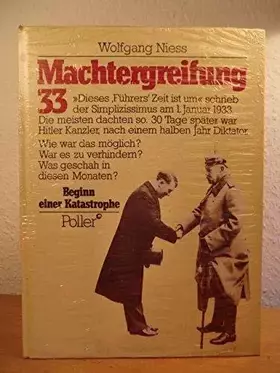 Wolfgang Niess
Machtergreifung
33 »Dieses ‚Führers' Zeit ist um« schrieb
der Simplizissimus am 1. Januar 1933.
Die meisten dachten so. 30 Tage später war
Hitler Kanzler, nach einem halben Jahr Diktator.
Wie war das möglich?
War es zu verhindern?
Was geschah in
diesen Monaten?
Beginn
einer Katastrophe
Poller